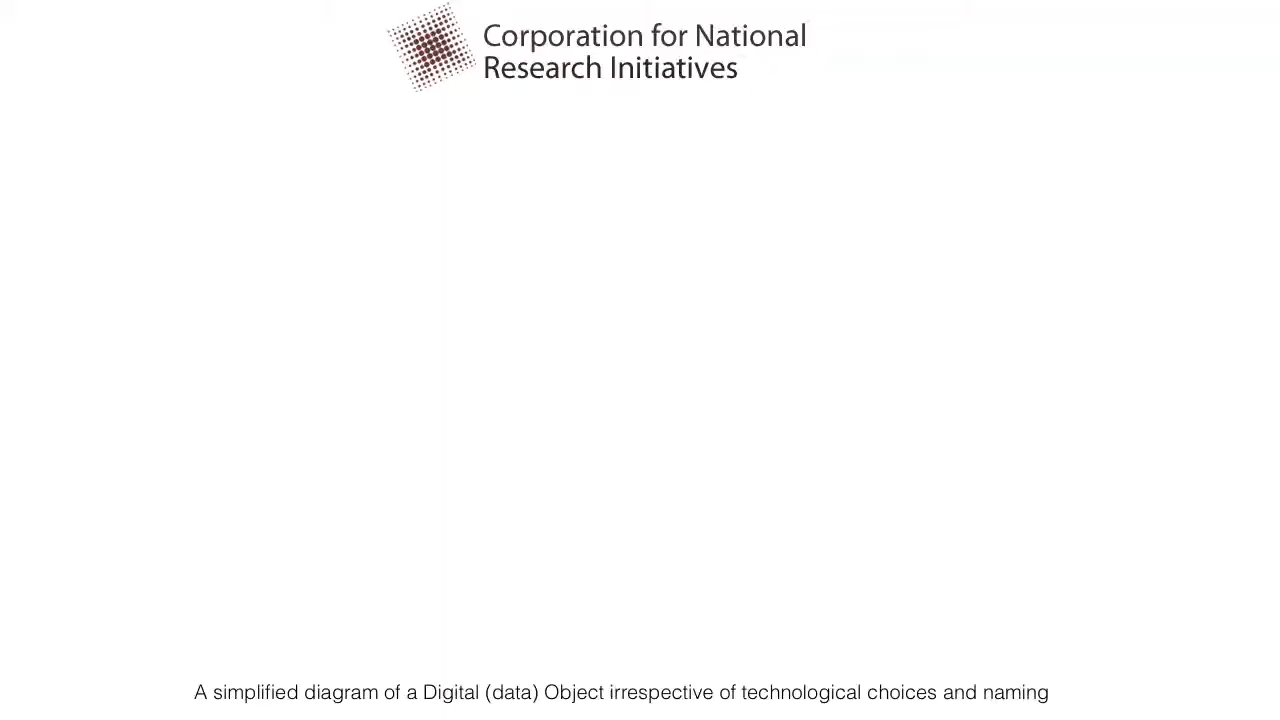 Corporation for National
Research Initiatives
A simplified diagram of a Digital (data) Object irrespective of technological choices and naming